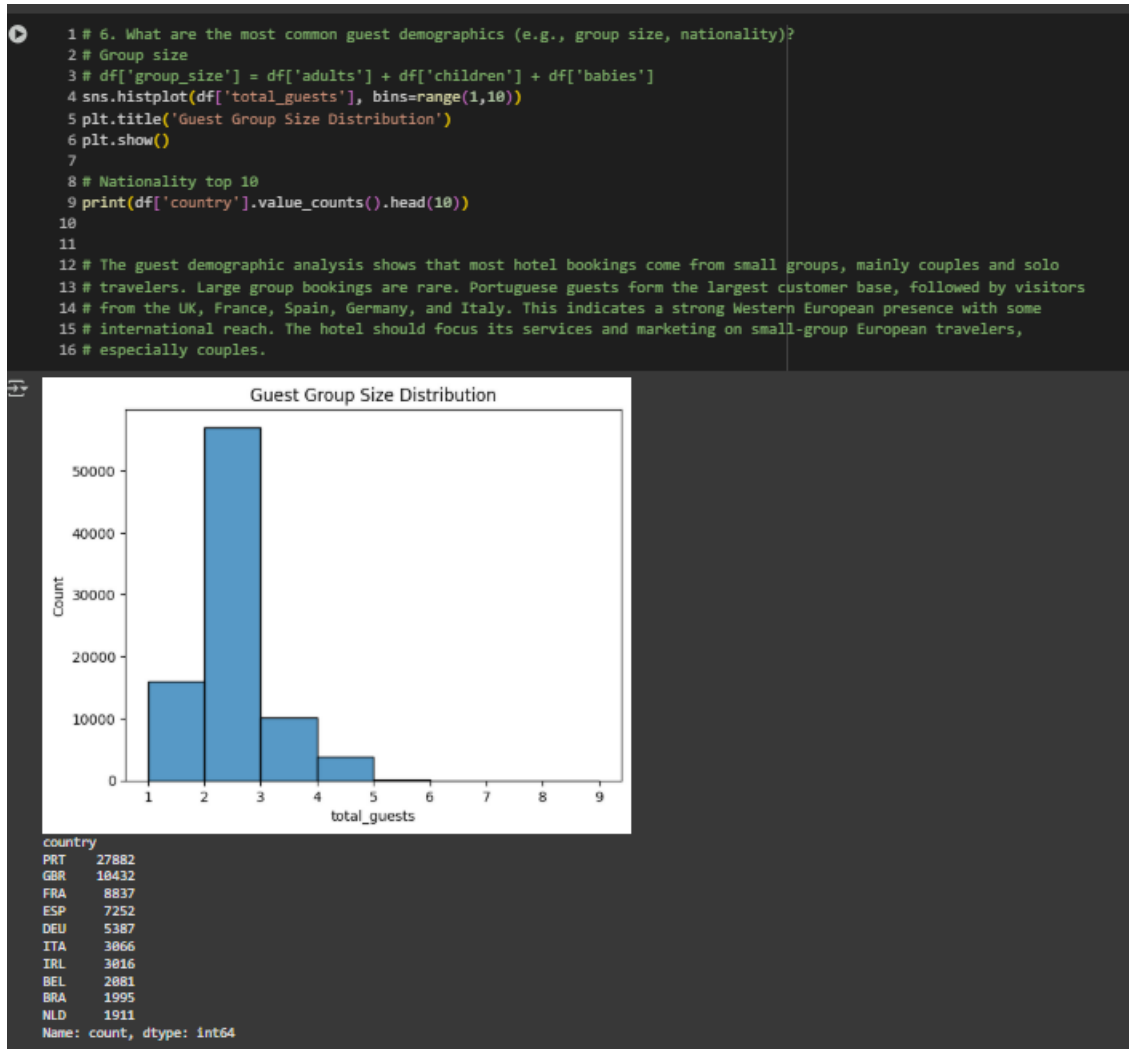 1 # 6. What are the most common guest demographics (e.g., group size, nationality)?
2 # Group size
3 # df['group_size'] = df['adults'] + df['children'] + df['babies']
4 sns.histplot(df['total_guests'], bins=range(1,10))
5 plt.title('Guest Group Size Distribution')
6 plt.show()
7
8 # Nationality top 10
9 print(df['country'].value_counts().head(10))
10
11
12 # The guest demographic analysis shows that most hotel bookings come from small groups, mainly couples and solo
13 # travelers. Large group bookings are rare. Portuguese guests form the largest customer base, followed by visitors
14 # from the UK, France, Spain, Germany, and Italy. This indicates a strong Western European presence with some
15 # international reach. The hotel should focus its services and marketing on small-group European travelers,
16 # especially couples.
Guest Group Size Distribution
50000
40000
30000
20000
10000
0
Count
1 2 3 4 5 6 7 8 9
total_guests
country
PRT 27882
GBR 10432
FRA 8837
ESP 7252
DEU 5387
ITA 3066
IRL 3016
BEL 2081
BRA 1995
NLD 1911
Name: count, dtype: int64